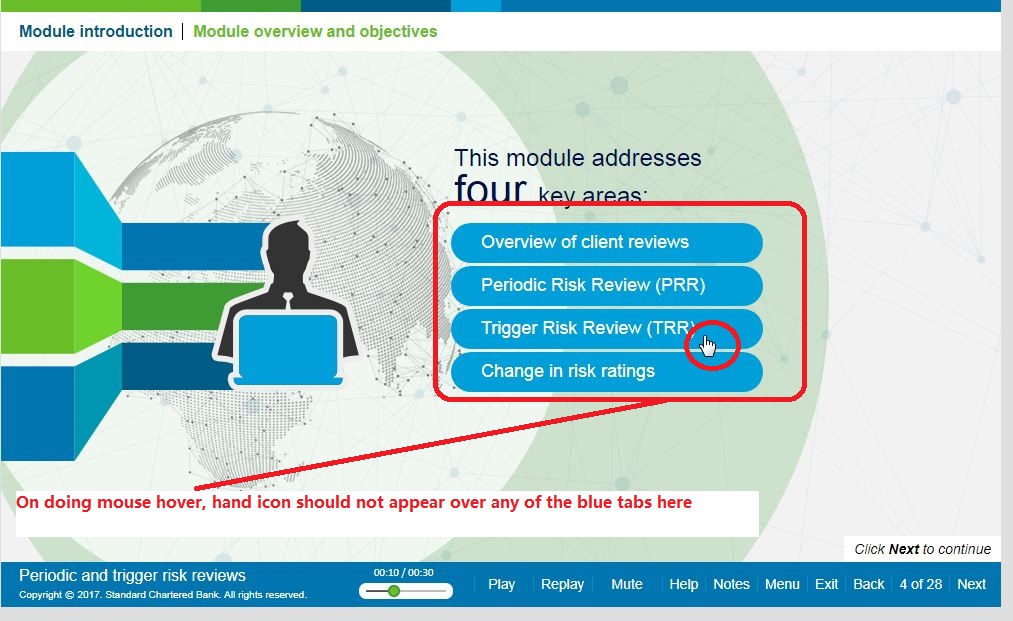 Module introduction | Module overview and objectives
This module addresses
four key areas:
Overview of client reviews
Periodic Risk Review (PRR)
Trigger Risk Review (TRR)
Change in risk ratings
On doing mouse hover, hand icon should not appear over any of the blue tabs here
Click Next to continue
Periodic and trigger risk reviews
Copyright © 2017. Standard Chartered Bank. All rights reserved.
00:10 / 00:30
Play Replay Mute Help Notes Menu Exit Back 4 of 28 Next